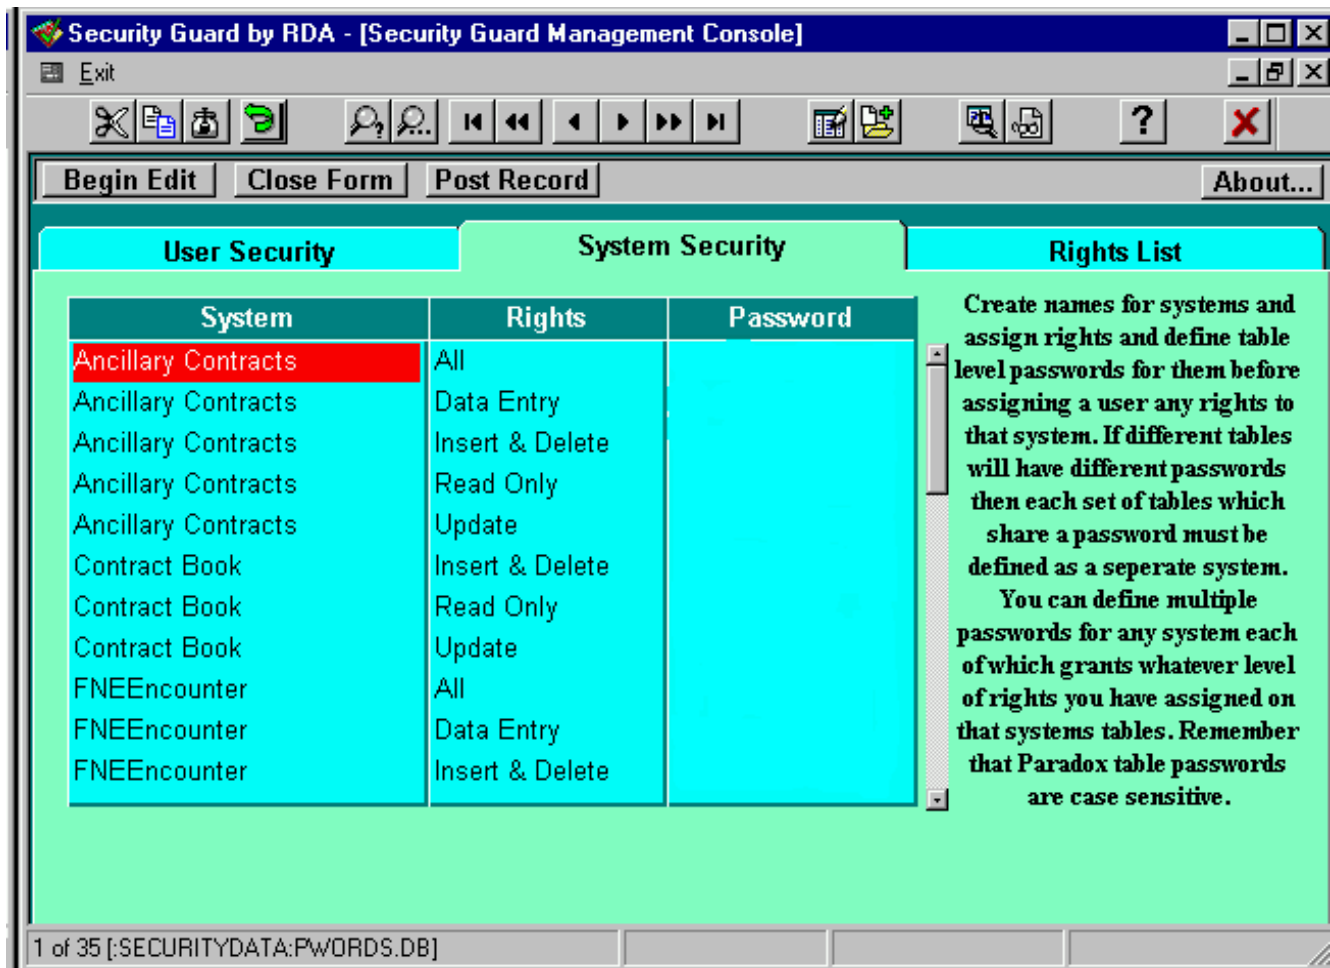 Security Guard by RDA - [Security Guard Management Console]
Exit
Begin Edit
Close Form
Post Record
About...
User Security
System Security
Rights List
System Rights Password
Ancillary Contracts All
Ancillary Contracts Data Entry
Ancillary Contracts Insert & Delete
Ancillary Contracts Read Only
Ancillary Contracts Update
Contract Book Insert & Delete
Contract Book Read Only
Contract Book Update
FNEEncounter All
FNEEncounter Data Entry
FNEEncounter Insert & Delete
Create names for systems and
assign rights and define table
level passwords for them before
assigning a user any rights to
that system. If different tables
will have different passwords
then each set of tables which
share a password must be
defined as a seperate system.
You can define multiple
passwords for any system each
of which grants whatever level
of rights you have assigned on
that systems tables. Remember
that Paradox table passwords
are case sensitive.
1 of 35 [:SECURITYDATA:PWORDS.DB]